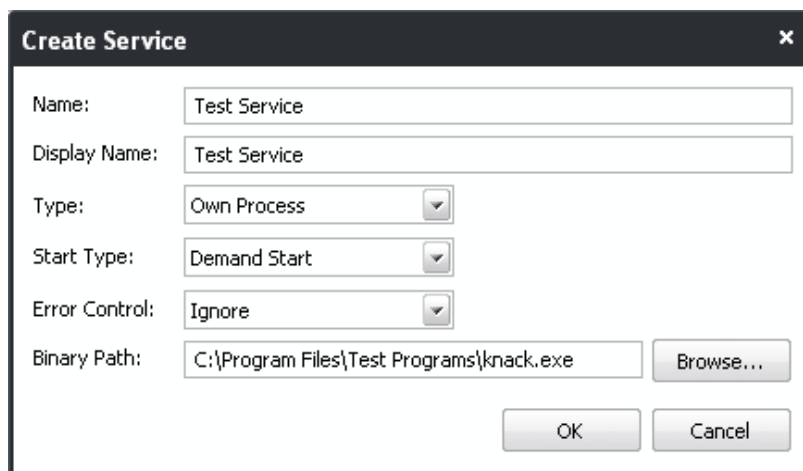 Create Service
Name: Test Service
Display Name: Test Service
Type: Own Process
Start Type: Demand Start
Error Control: Ignore
Binary Path: C:\Program Files\Test Programs\knack.exe Browse...
OK Cancel